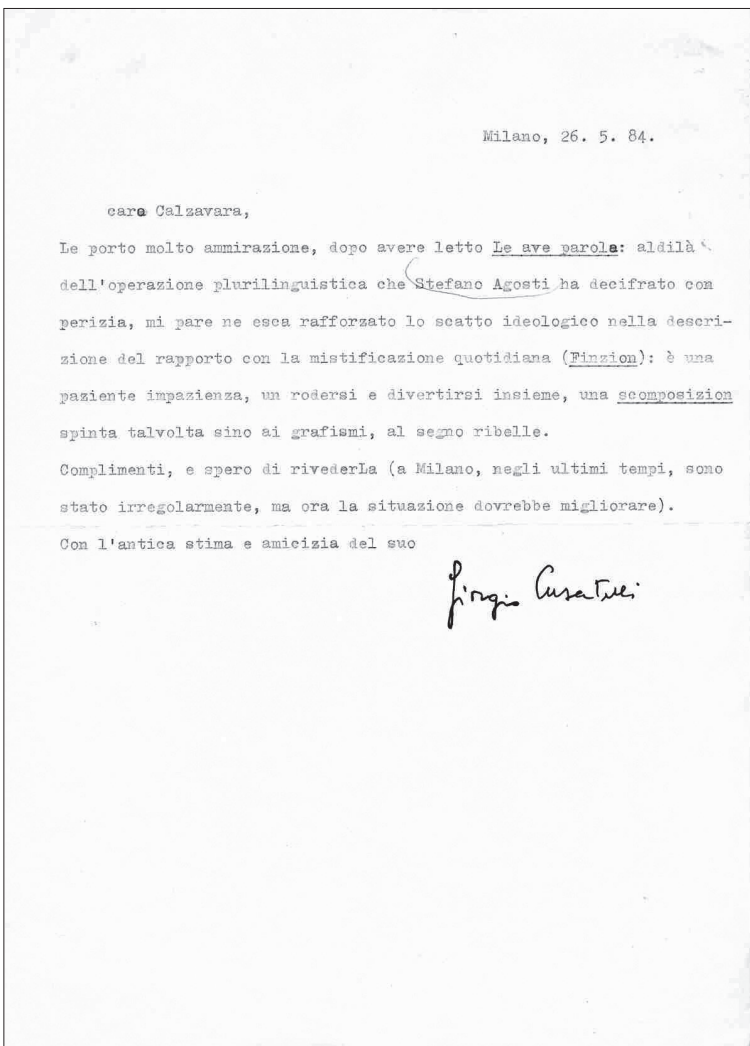 Milano, 26. 5. 84.
caro Calzavara,
Le porto molto ammirazione, dopo avere letto Le ave parola: aldilà
dell'operazione plurilinguistica che Stefano Agosti ha decifrato con
perizia, mi pare ne esca rafforzato lo scatto ideologico nella descri-
zione del rapporto con la mistificazione quotidiana (Finzion): è una
paziente impazienza, un rodersi e divertirsi insieme, una scomposizion
spinta talvolta sino ai grafismi, al segno ribelle.
Complimenti, e spero di rivederLa (a Milano, negli ultimi tempi, sono
stato irregolarmente, ma ora la situazione dovrebbe migliorare).
Con l'antica stima e amicizia del suo
Giorgio Cusatelli